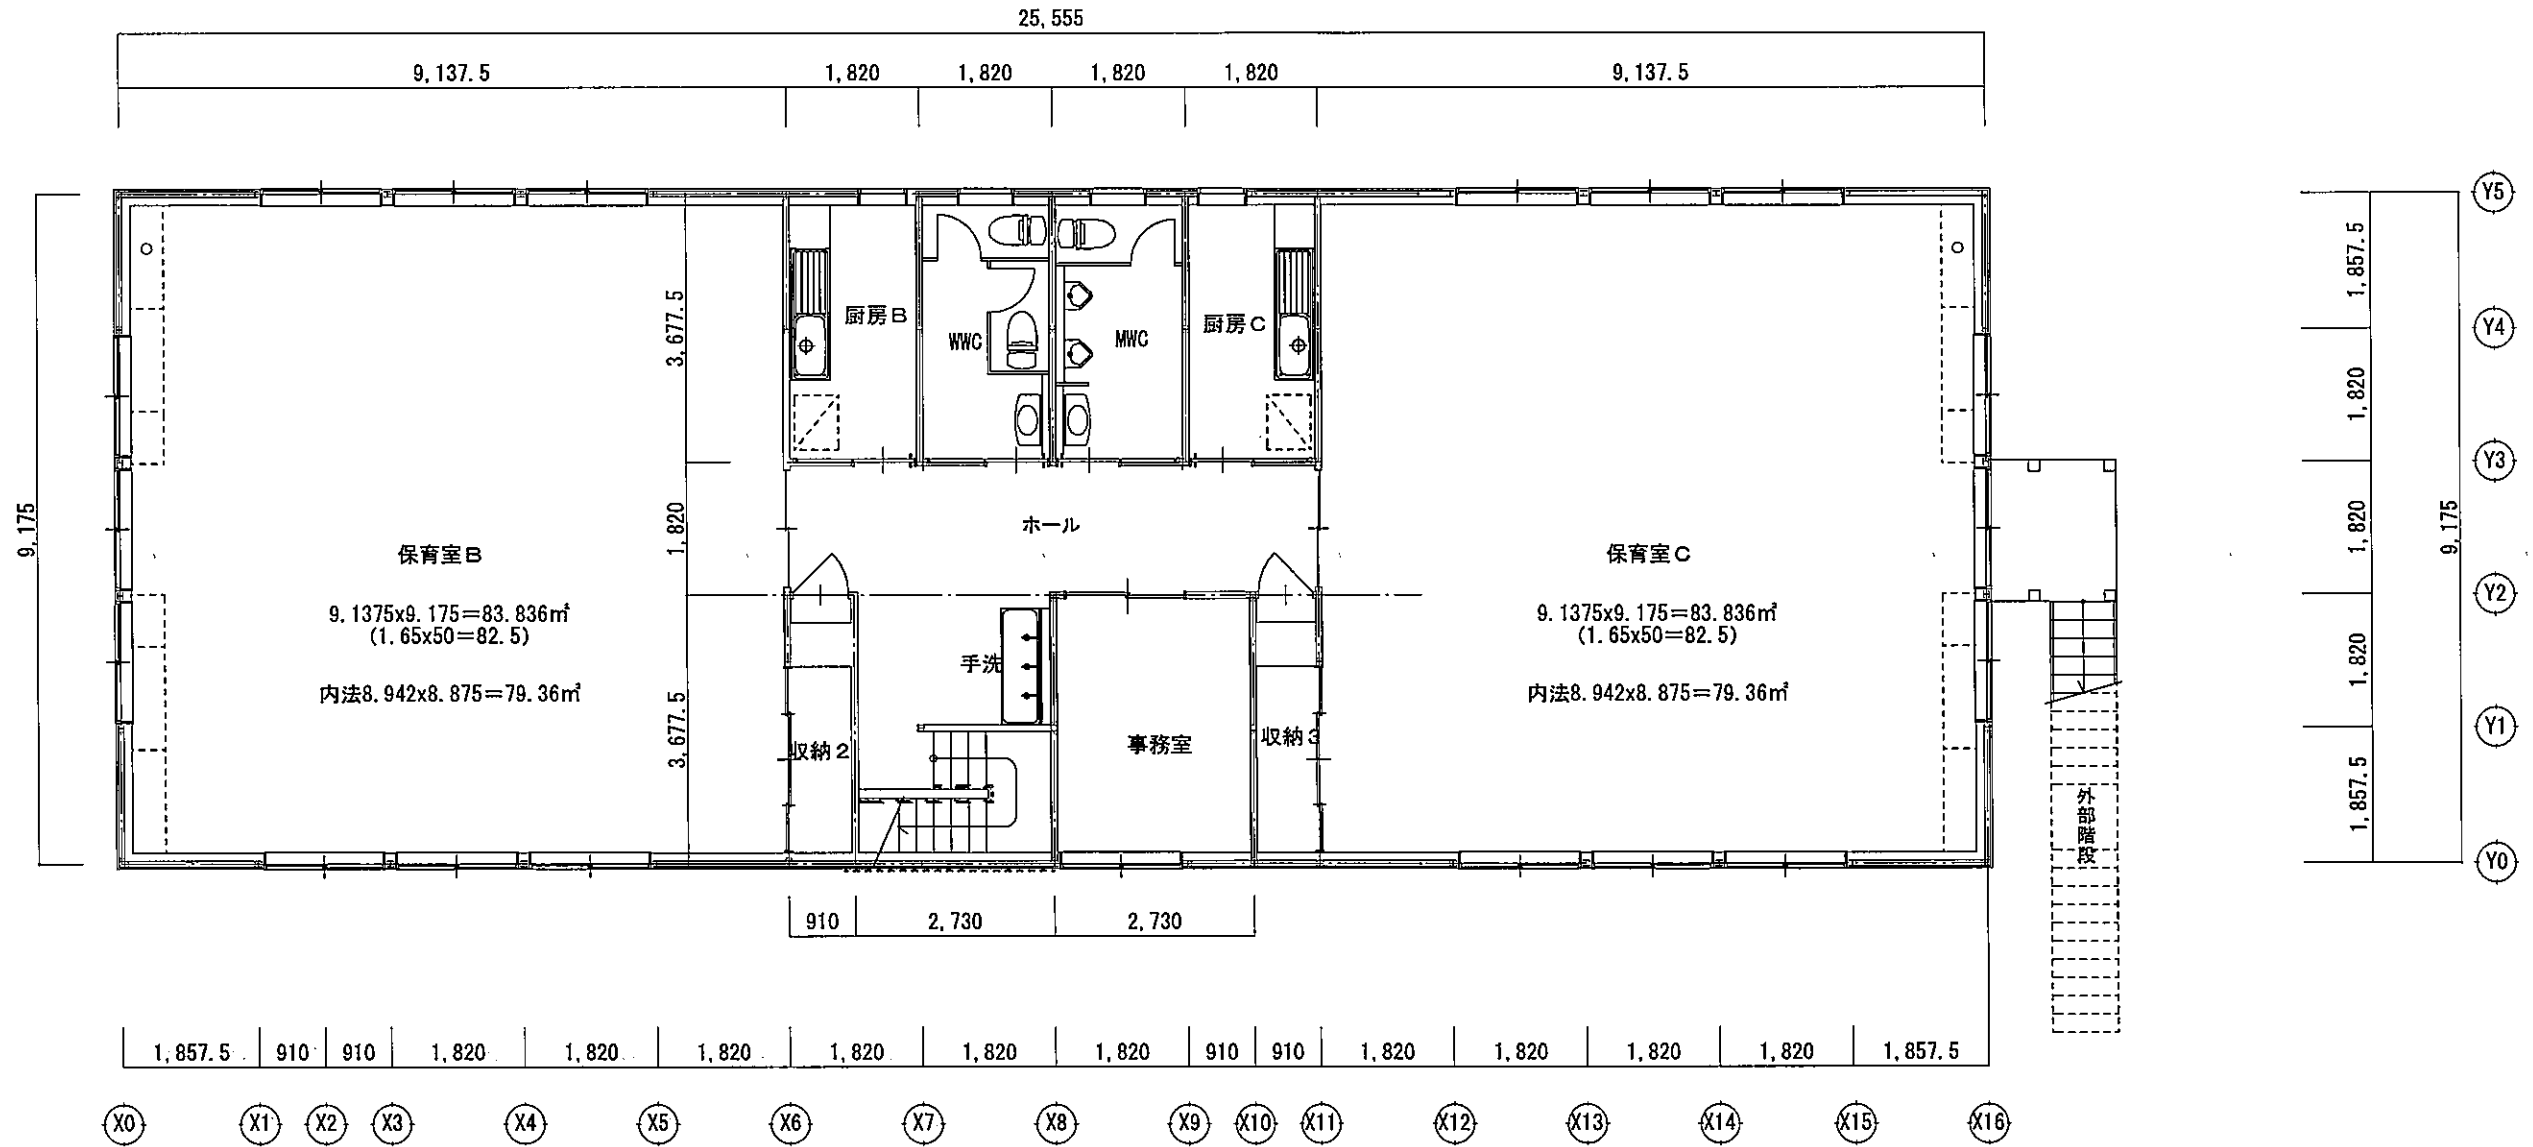 25,555
9,137.5 1,820 1,820 1,820 1,820 9,137.5
Y5
1,857.5
3,677.5
厨房B
WWC
MWC
厨房C
Y4
1,820
Y3
9,175
1,820
ホール
1,820
9,175
保育室B
9.1375x9.175=83.836㎡
(1.65x50=82.5)
内法8.942x8.875=79.36㎡
保育室C
9.1375x9.175=83.836㎡
(1.65x50=82.5)
内法8.942x8.875=79.36㎡
Y2
手洗
1,820
3,677.5
収納2
事務室
収納3
Y1
1,857.5
外部階段
Y0
910 2,730 2,730
1,857.5 910 910 1,820 1,820 1,820 1,820 1,820 1,820 910 910 1,820 1,820 1,820 1,820 1,857.5
X0 X1 X2 X3 X4 X5 X6 X7 X8 X9 X10 X11 X12 X13 X14 X15 X16